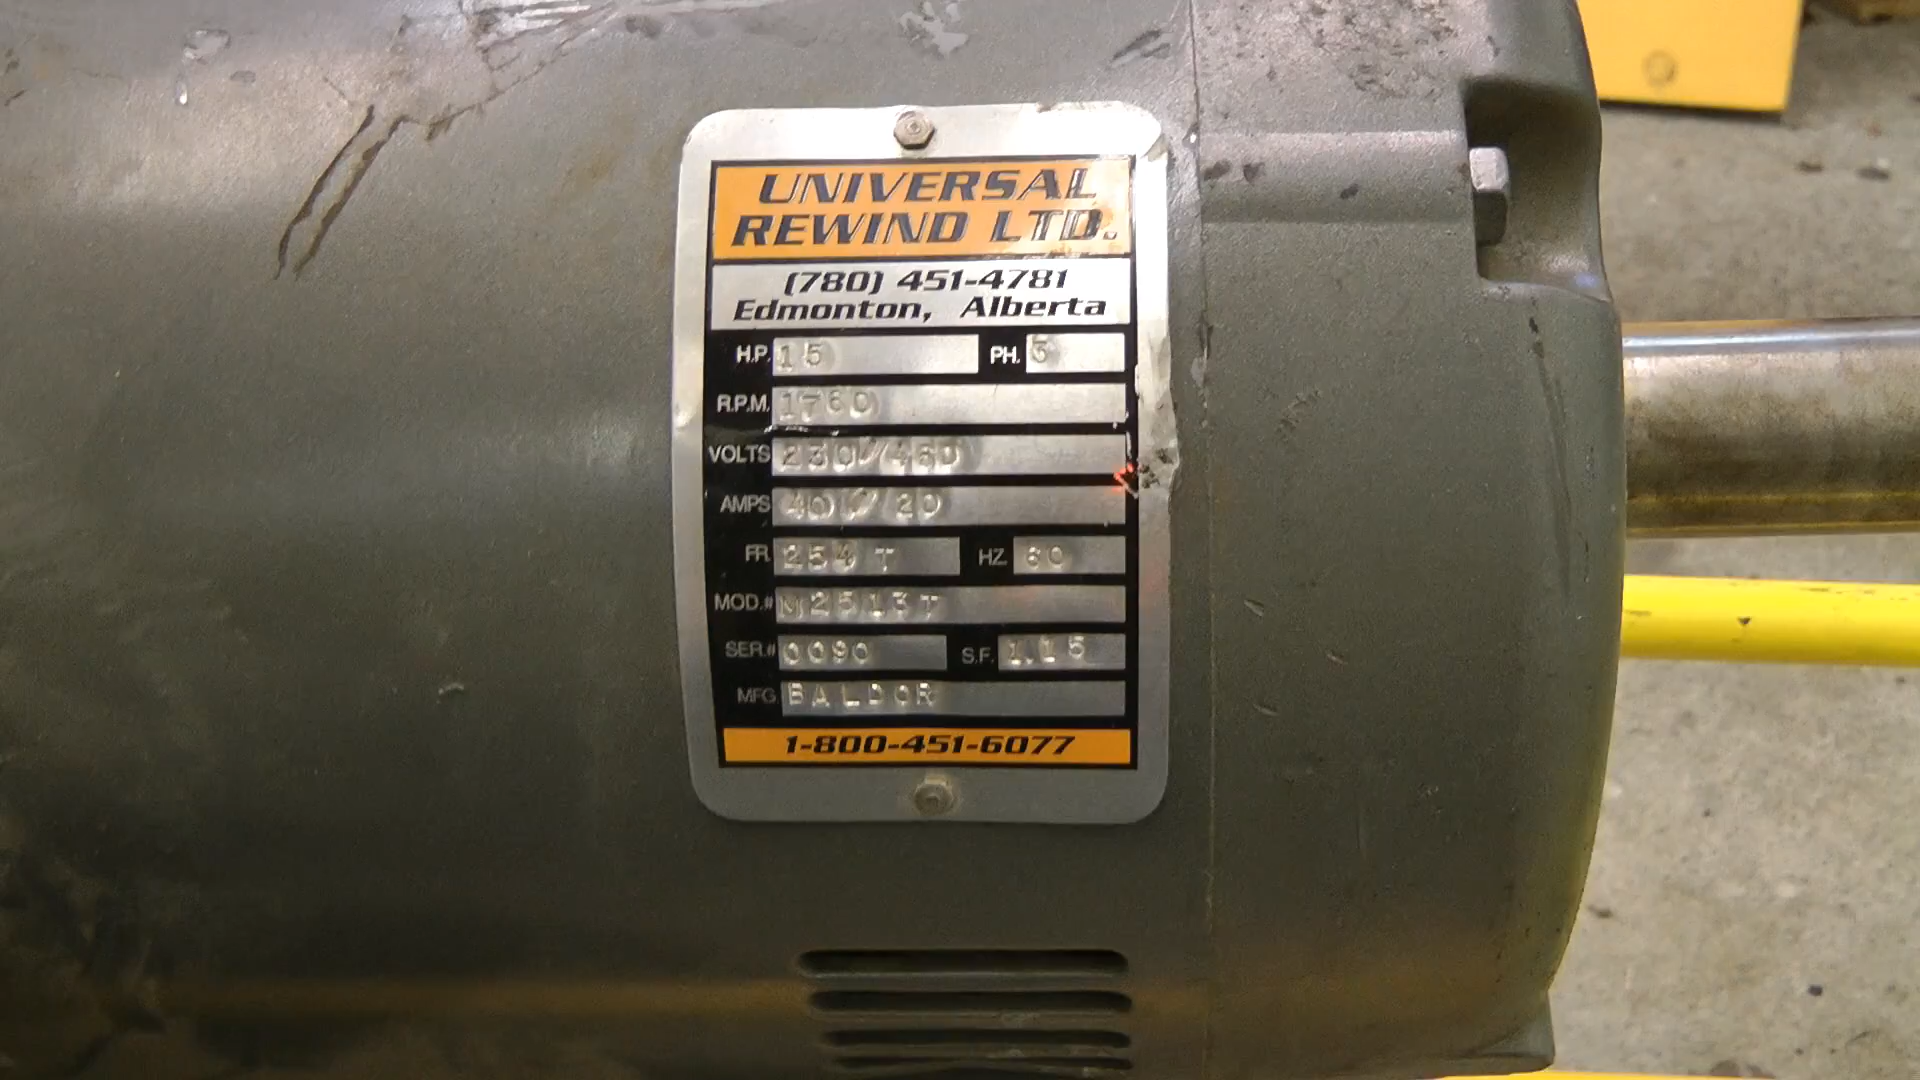 UNIVERSAL
REWIND LTD.
(780) 451-4781
Edmonton, Alberta
H.P. 15 PH. 3
R.P.M. 1760
VOLTS 230/460
AMPS 40/20
FR. 254 T HZ. 60
MOD.# M2513T
SER.# 0090 S.F. 1.15
MFG. BALDOR
1-800-451-6077